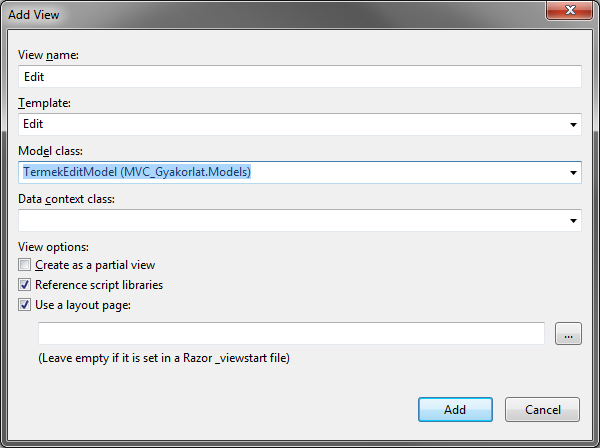 Add View
View name:
Edit
Template:
Edit
Model class:
TermekEditModel (MVC_Gyakorlat.Models)
Data context class:
View options:
Create as a partial view
Reference script libraries
Use a layout page:
...
(Leave empty if it is set in a Razor _viewstart file)
Add Cancel